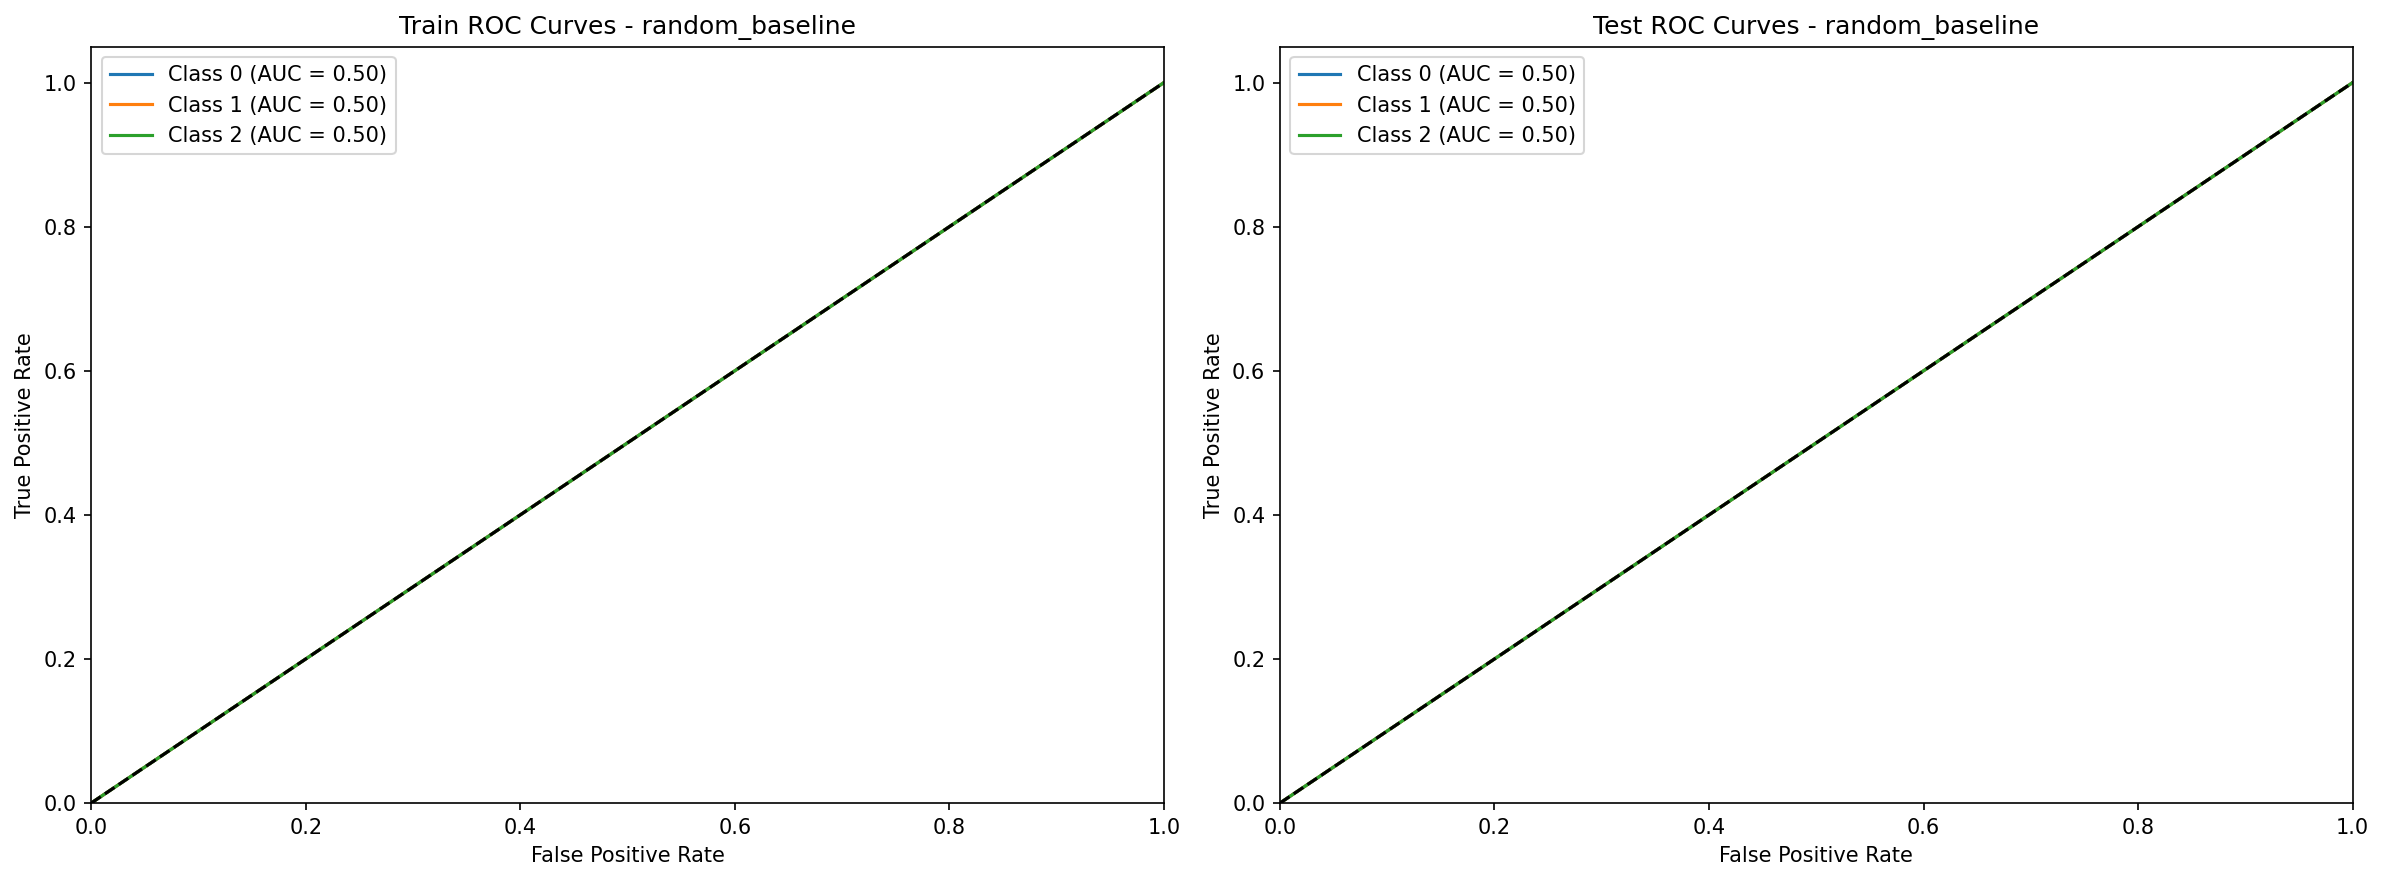 Train ROC Curves - random_baseline
Class 0 (AUC = 0.50)
Class 1 (AUC = 0.50)
Class 2 (AUC = 0.50)
True Positive Rate
1.0
0.8
0.6
0.4
0.2
0.0
0.0 0.2 0.4 0.6 0.8 1.0
False Positive Rate
Test ROC Curves - random_baseline
Class 0 (AUC = 0.50)
Class 1 (AUC = 0.50)
Class 2 (AUC = 0.50)
True Positive Rate
1.0
0.8
0.6
0.4
0.2
0.0
0.0 0.2 0.4 0.6 0.8 1.0
False Positive Rate